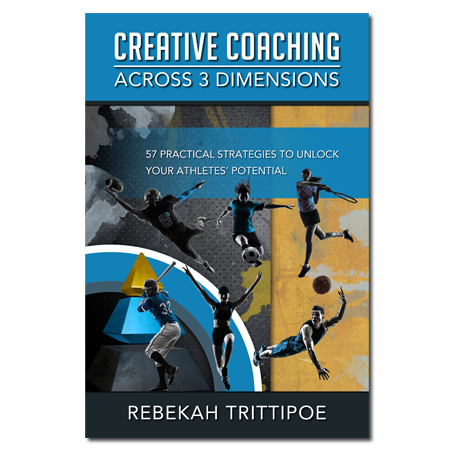 CREATIVE COACHING
ACROSS 3 DIMENSIONS
57 PRACTICAL STRATEGIES TO UNLOCK
YOUR ATHLETES' POTENTIAL
REBEKAH TRITTIPOE